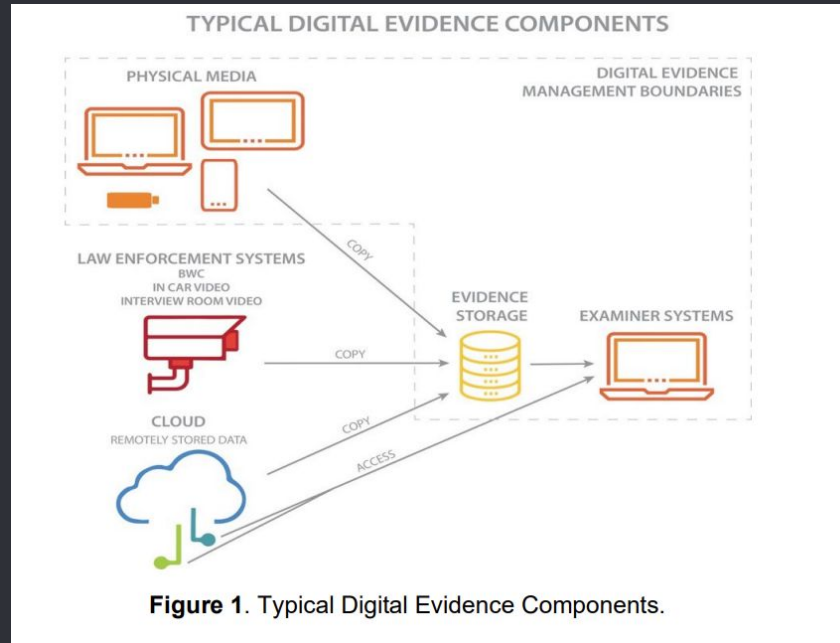 TYPICAL DIGITAL EVIDENCE COMPONENTS
PHYSICAL MEDIA
DIGITAL EVIDENCE
MANAGEMENT BOUNDARIES
COPY
LAW ENFORCEMENT SYSTEMS
BWC
IN CAR VIDEO
INTERVIEW ROOM VIDEO
EVIDENCE
STORAGE
EXAMINER SYSTEMS
COPY
CLOUD
REMOTELY STORED DATA
COPY
ACCESS
Figure 1. Typical Digital Evidence Components.